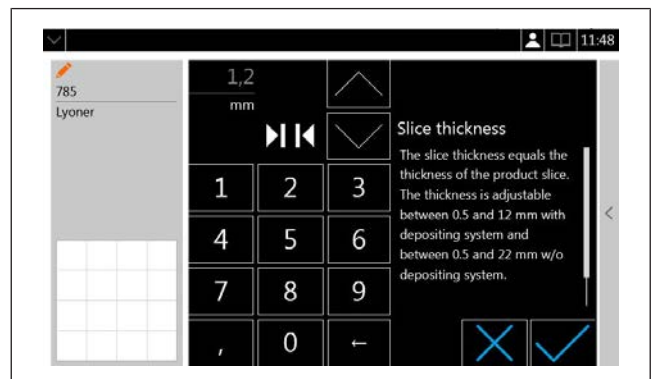 11:48
785
Lyoner
1,2
mm
1 2 3
4 5 6
7 8 9
, 0 ←
Slice thickness
The slice thickness equals the
thickness of the product slice.
The thickness is adjustable
between 0.5 and 12 mm with
depositing system and
between 0.5 and 22 mm w/o
depositing system.